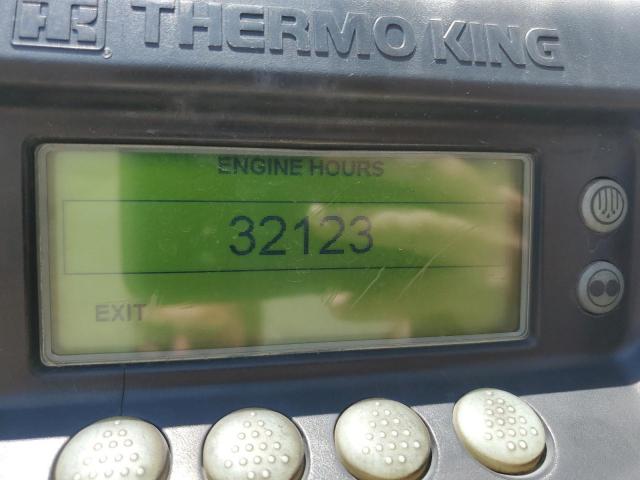 THERMO KING
ENGINE HOURS
32123
EXIT